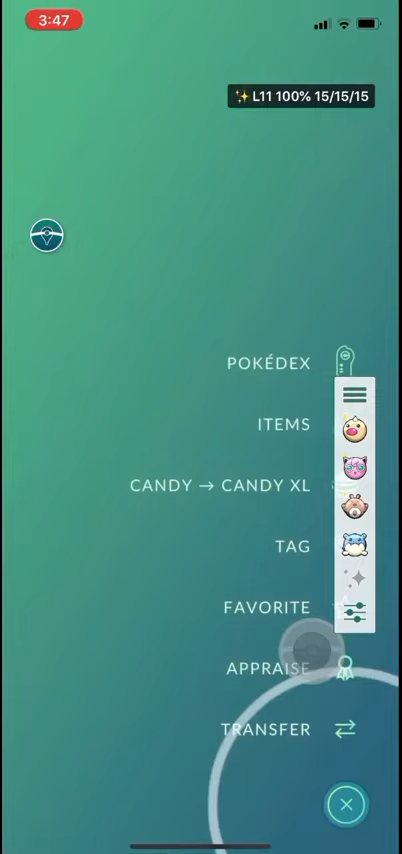 3:47
✨ L11 100% 15/15/15
POKÉDEX
ITEMS
CANDY → CANDY XL
TAG
FAVORITE
APPRAISE
TRANSFER